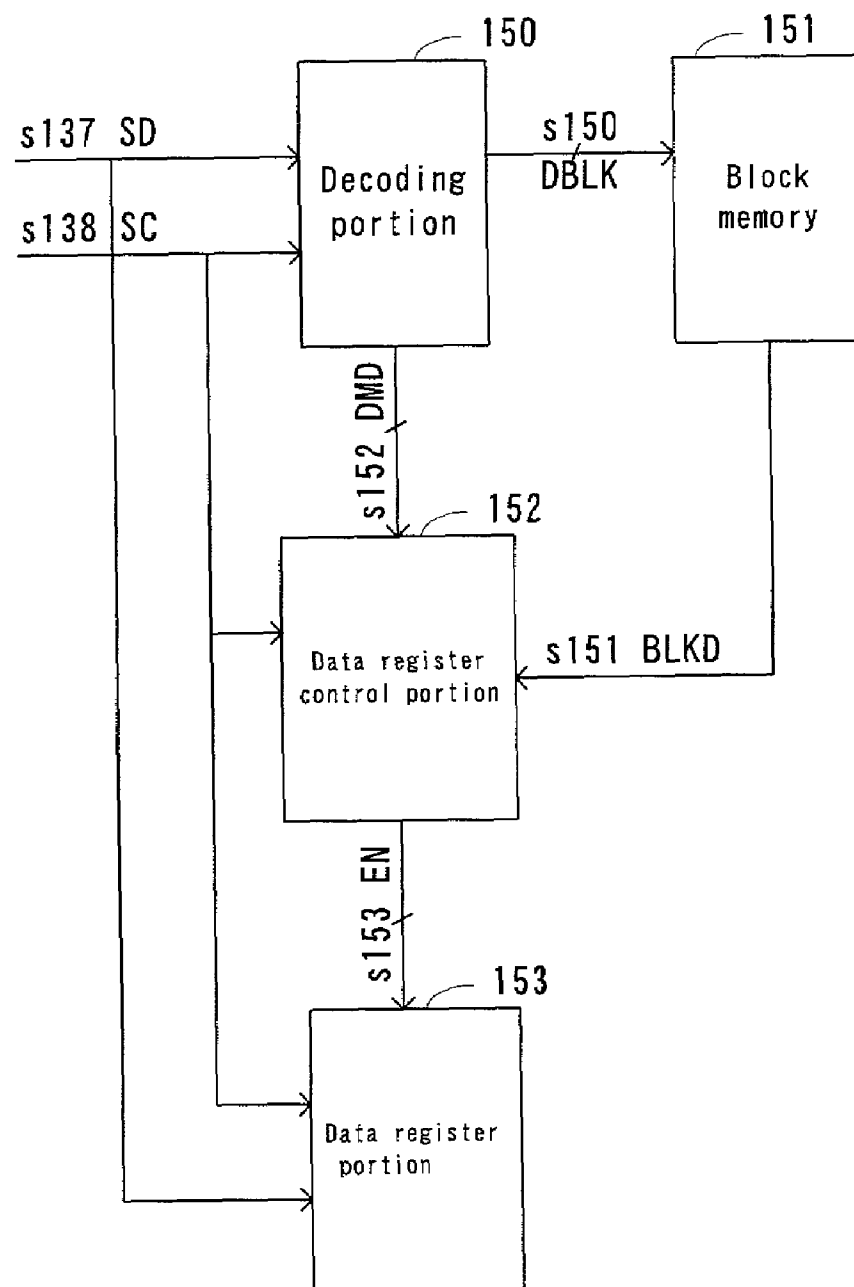 150
151
s137 SD
s150
DBLK
Decoding
portion
Block
memory
s138 SC
s152 DMD
152
Data register
control portion
s151 BLKD
s153 EN
153
Data register
portion